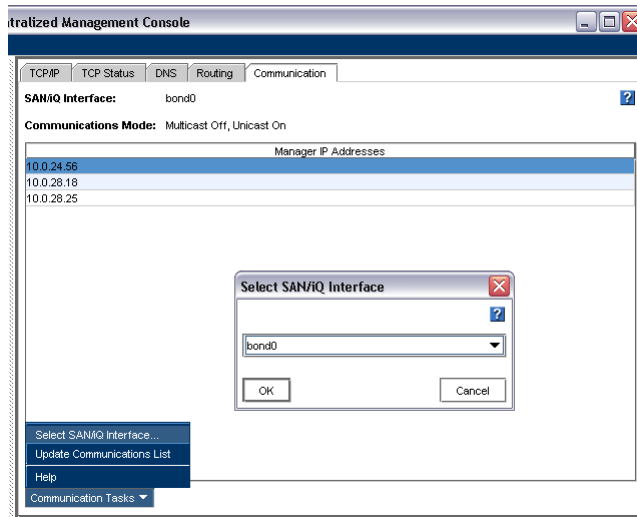 tralized Management Console
TCP/IP TCP Status DNS Routing Communication
SAN/iQ Interface: bond0
?
Communications Mode: Multicast Off, Unicast On
Manager IP Addresses
10.0.24.56
10.0.28.18
10.0.28.25
Select SAN/iQ Interface
?
bond0
OK Cancel
Select SAN/iQ Interface...
Update Communications List
Help
Communication Tasks